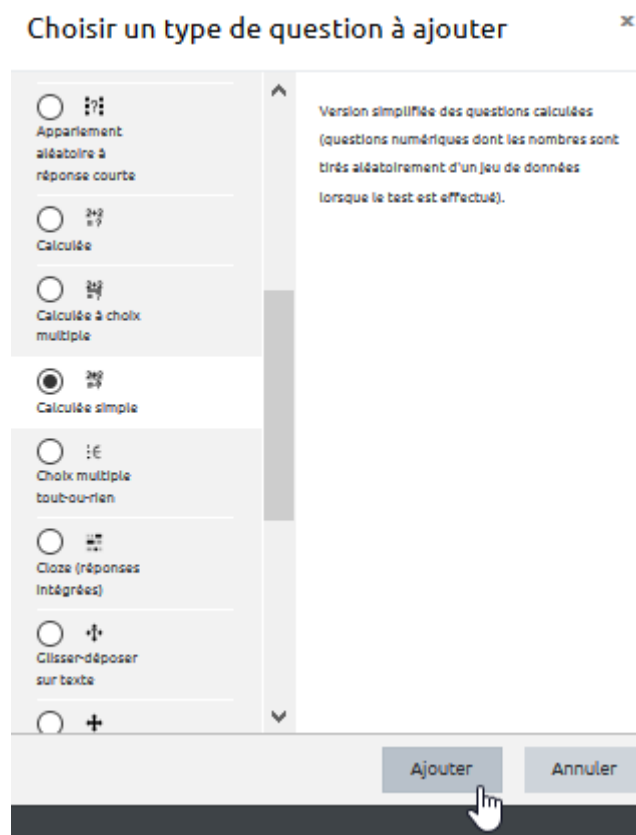 Choisir un type de question à ajouter
×
Appariement
aléatoire à
réponse courte
Calculée
Calculée à choix
multiple
Calculée simple
Choix multiple
tout-ou-rien
Cloze (réponses
intégrées)
Glisser-déposer
sur texte
Version simplifiée des questions calculées
(questions numériques dont les nombres sont
tirés aléatoirement d'un jeu de données
lorsque le test est effectué).
Ajouter
Annuler